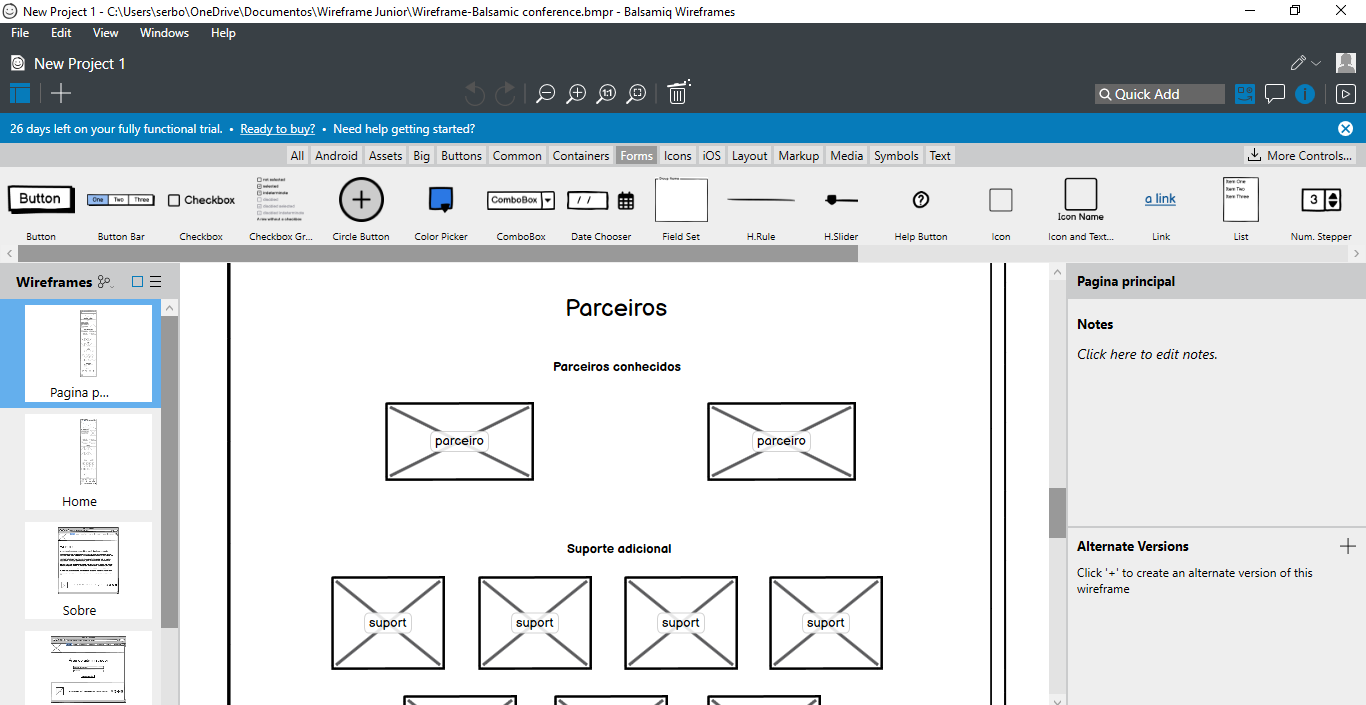 New Project 1 - C:\Users\serbo\OneDrive\Documentos\Wireframe Junior\Wireframe-Balsamic conference.bmpr - Balsamiq Wireframes
File Edit View Windows Help
New Project 1
1:1
Quick Add
26 days left on your fully functional trial. • Ready to buy? • Need help getting started?
All Android Assets Big Buttons Common Containers Forms Icons iOS Layout Markup Media Symbols Text More Controls...
Button One Two Three Checkbox ComboBox / / Icon Name a link Item One Item Two Item Three 3
Button Button Bar Checkbox Checkbox Gr... Circle Button Color Picker ComboBox Date Chooser Field Set H.Rule H.Slider Help Button Icon Icon and Text... Link List Num. Stepper
Wireframes
Pagina p...
Home
Sobre
Parceiros
Parceiros conhecidos
parceiro parceiro
Suporte adicional
suport suport suport suport
Pagina principal
Notes
Click here to edit notes.
Alternate Versions
Click '+' to create an alternate version of this
wireframe